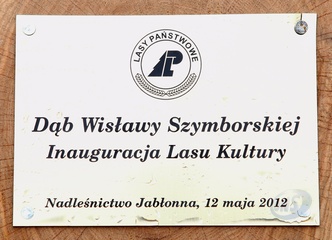 LASY PAŃSTWOWE
Dąb Wisławy Szymborskiej
Inauguracja Lasu Kultury
Nadleśnictwo Jabłonna, 12 maja 2012